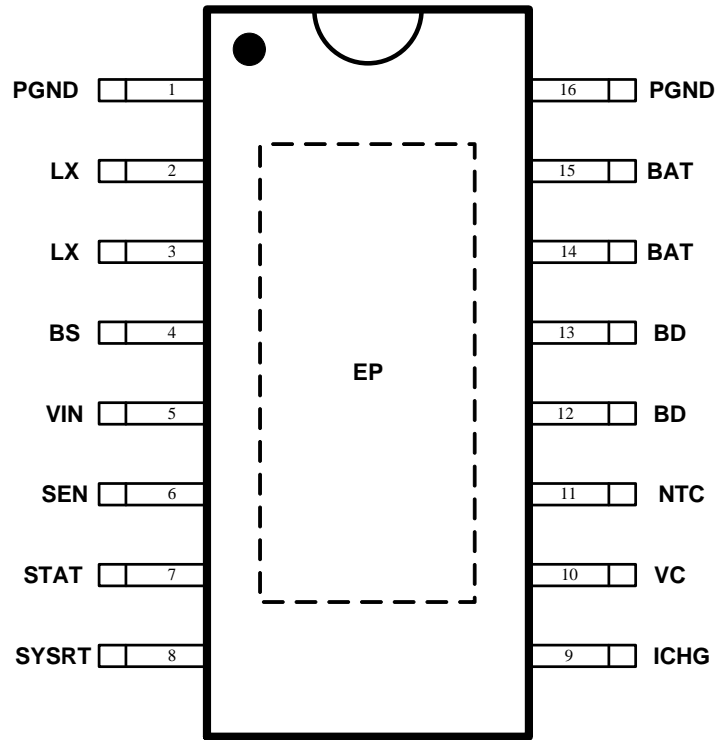 PGND 1 16 PGND
LX 2 15 BAT
LX 3 14 BAT
BS 4 13 BD
EP
VIN 5 12 BD
SEN 6 11 NTC
STAT 7 10 VC
SYSRT 8 9 ICHG